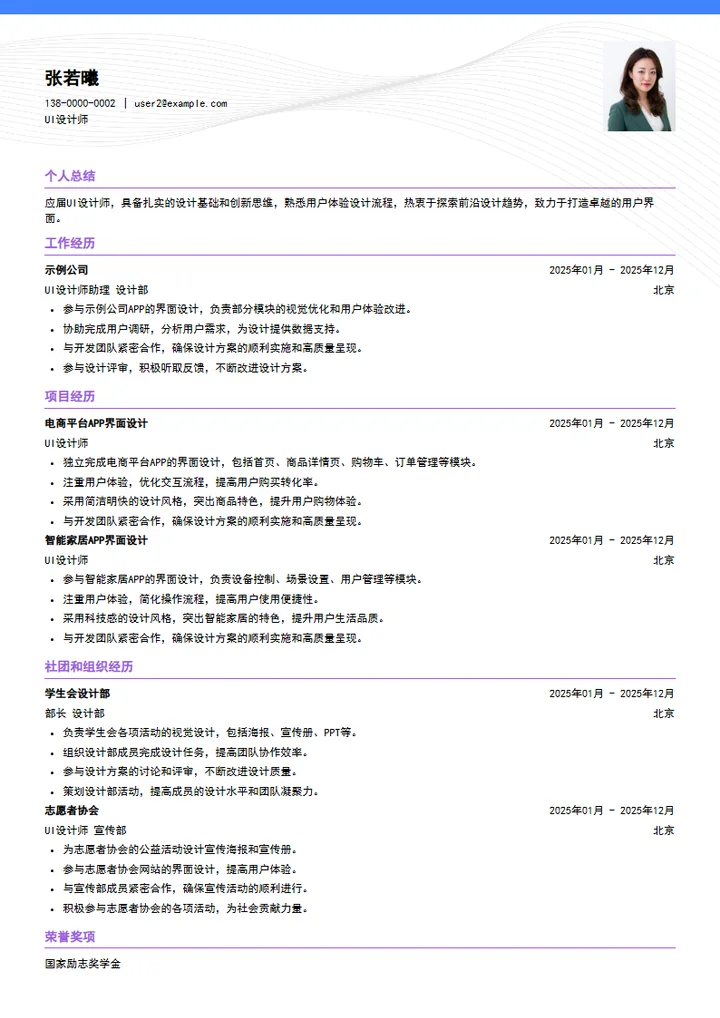 张若曦
138-0000-0002 | user2@example.com
UI设计师
个人总结
应届UI设计师，具备扎实的设计基础和创新思维，熟悉用户体验设计流程，热衷于探索前沿设计趋势，致力于打造卓越的用户界
面。
工作经历
示例公司 2025年01月 - 2025年12月
UI设计师助理 设计部 北京
• 参与示例公司APP的界面设计，负责部分模块的视觉优化和用户体验改进。
• 协助完成用户调研，分析用户需求，为设计提供数据支持。
• 与开发团队紧密合作，确保设计方案的顺利实施和高质量呈现。
• 参与设计评审，积极听取反馈，不断改进设计方案。
项目经历
电商平台APP界面设计 2025年01月 - 2025年12月
UI设计师 北京
• 独立完成电商平台APP的界面设计，包括首页、商品详情页、购物车、订单管理等模块。
• 注重用户体验，优化交互流程，提高用户购买转化率。
• 采用简洁明快的设计风格，突出商品特色，提升用户购物体验。
• 与开发团队紧密合作，确保设计方案的顺利实施和高质量呈现。
智能家居APP界面设计 2025年01月 - 2025年12月
UI设计师 北京
• 参与智能家居APP的界面设计，负责设备控制、场景设置、用户管理等模块。
• 注重用户体验，简化操作流程，提高用户使用便捷性。
• 采用科技感的设计风格，突出智能家居的特色，提升用户生活品质。
• 与开发团队紧密合作，确保设计方案的顺利实施和高质量呈现。
社团和组织经历
学生会设计部 2025年01月 - 2025年12月
部长 设计部 北京
• 负责学生会各项活动的视觉设计，包括海报、宣传册、PPT等。
• 组织设计部成员完成设计任务，提高团队协作效率。
• 参与设计方案的讨论和评审，不断改进设计质量。
• 策划设计部活动，提高成员的设计水平和团队凝聚力。
志愿者协会 2025年01月 - 2025年12月
UI设计师 宣传部 北京
• 为志愿者协会的公益活动设计宣传海报和宣传册。
• 参与志愿者协会网站的界面设计，提高用户体验。
• 与宣传部成员紧密合作，确保宣传活动的顺利进行。
• 积极参与志愿者协会的各项活动，为社会贡献力量。
荣誉奖项
国家励志奖学金